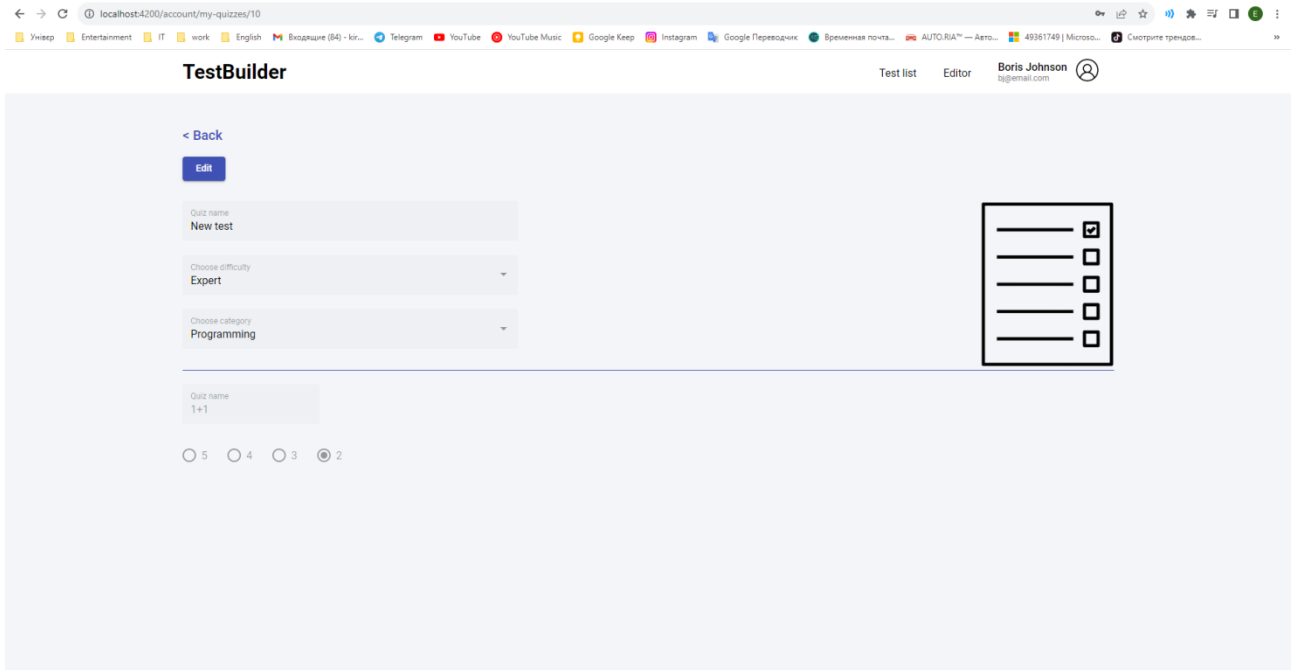 localhost:4200/account/my-quizzes/10
Універ Entertainment IT work English Входящие (84) - kir... Telegram YouTube YouTube Music Google Keep Instagram Google Переводчик Временная почта... AUTO.RIA™ — Авто... 49361749 | Microso... Смотрите трендов... »
TestBuilder
Test list Editor Boris Johnson
bj@email.com
< Back
Edit
Quiz name
New test
Choose difficulty
Expert
Choose category
Programming
Quiz name
1+1
5 4 3 2